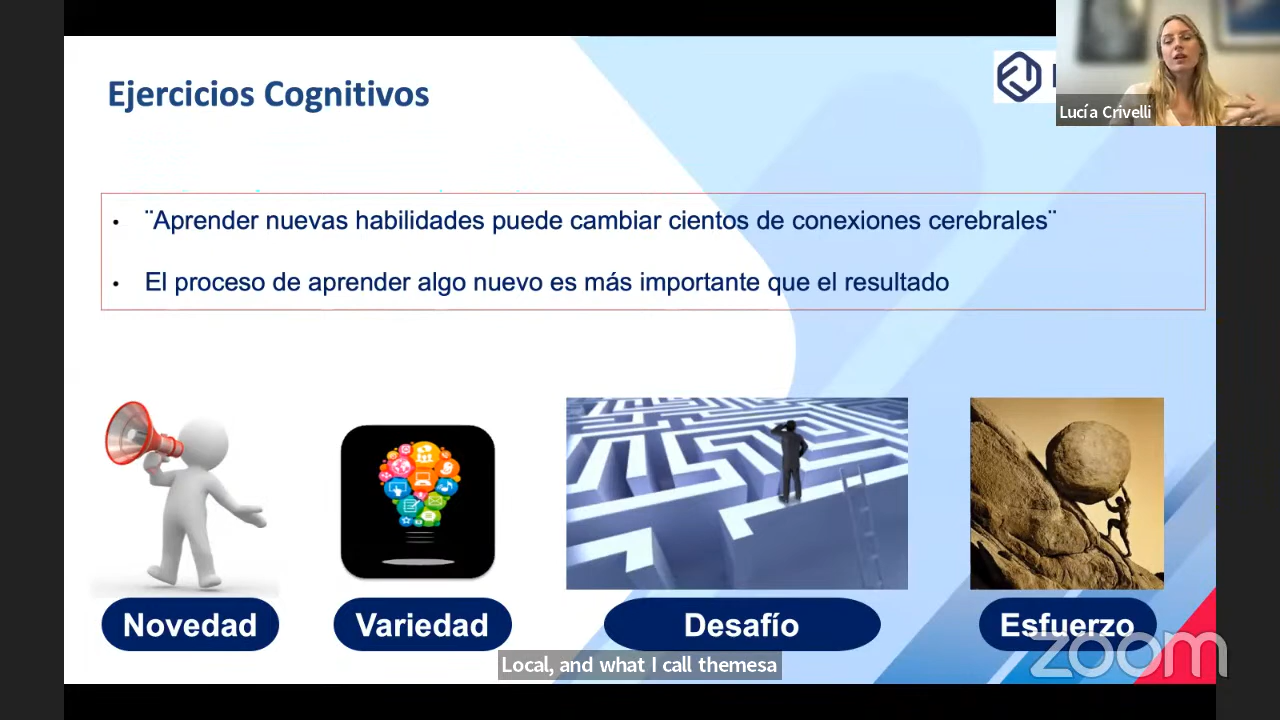 Ejercicios Cognitivos
Lucía Crivelli
• ¨Aprender nuevas habilidades puede cambiar cientos de conexiones cerebrales¨
• El proceso de aprender algo nuevo es más importante que el resultado
Novedad
Variedad
Desafío
Esfuerzo
Local, and what I call themesa
zoom